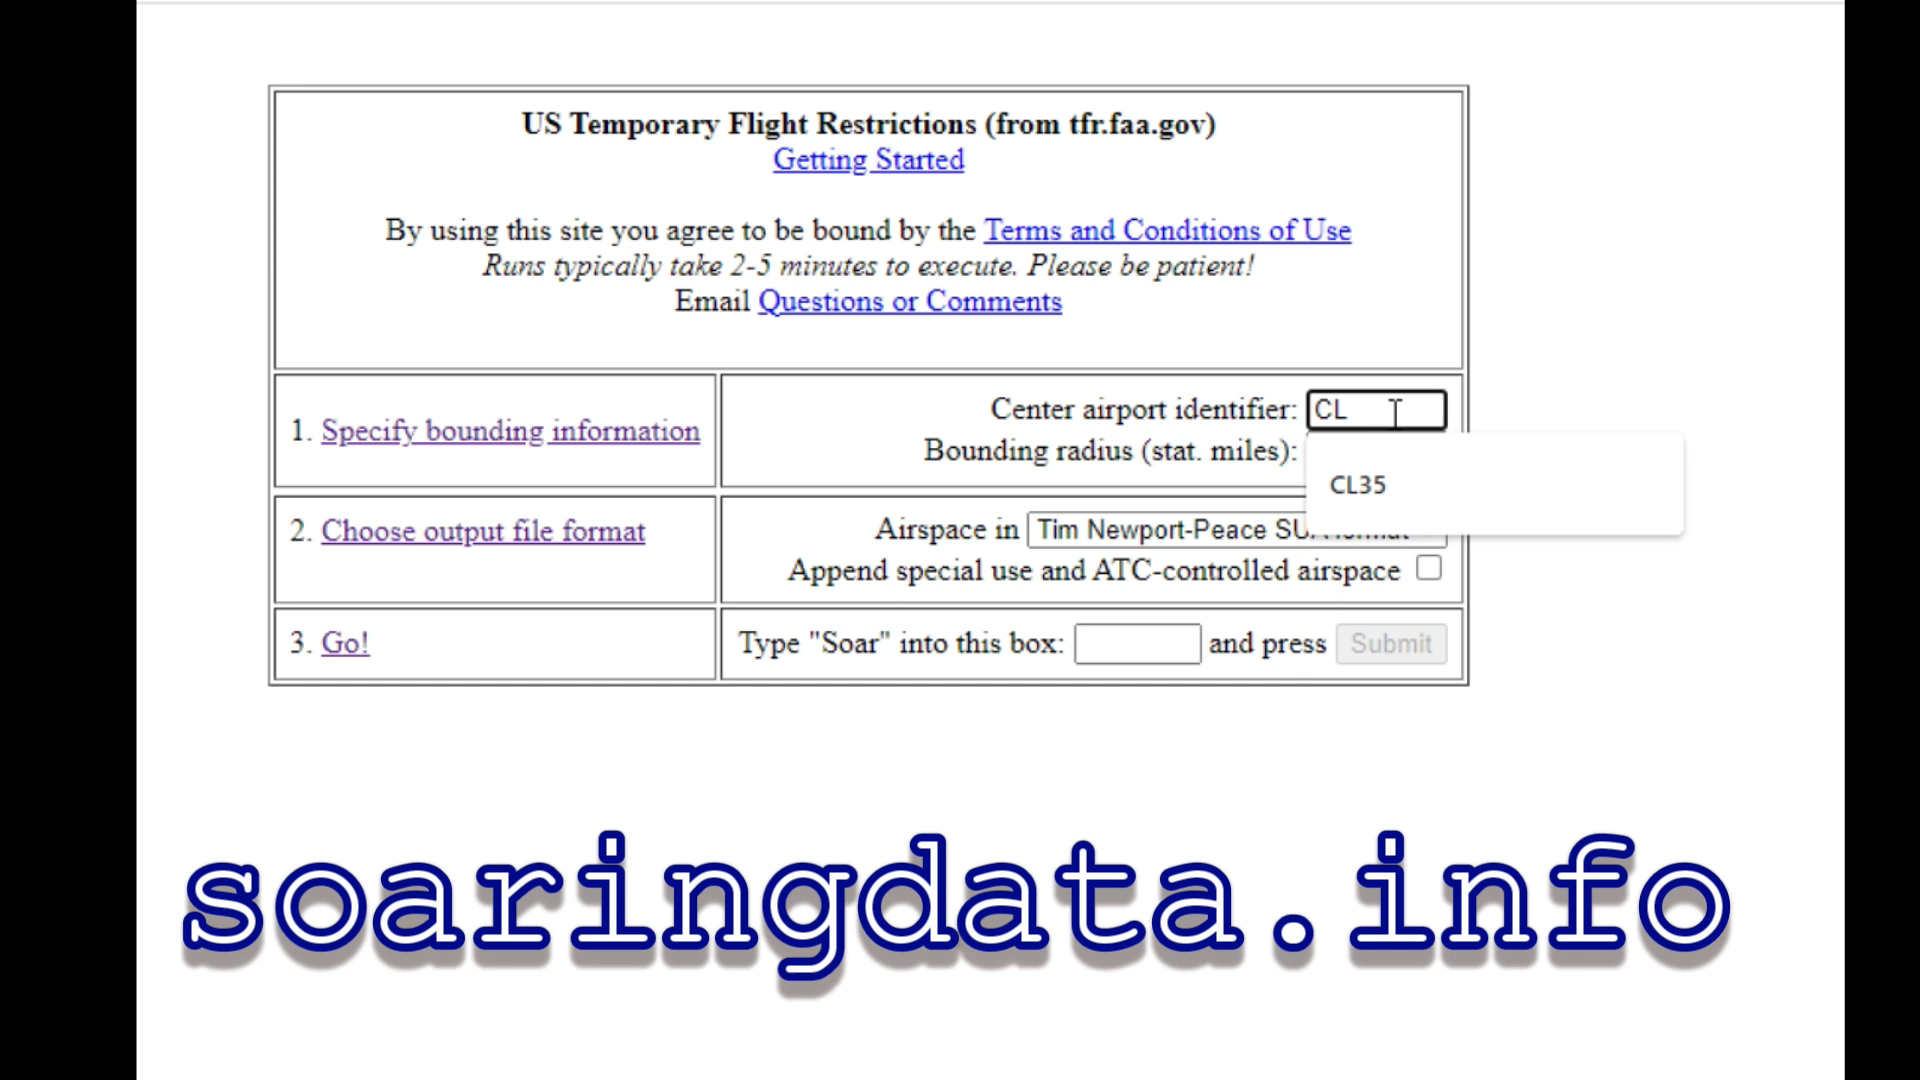 US Temporary Flight Restrictions (from tfr.faa.gov)
Getting Started
By using this site you agree to be bound by the Terms and Conditions of Use
Runs typically take 2-5 minutes to execute. Please be patient!
Email Questions or Comments
1. Specify bounding information
Center airport identifier: CL
Bounding radius (stat. miles):
CL35
2. Choose output file format
Airspace in Tim Newport-Peace
Append special use and ATC-controlled airspace
3. Go!
Type "Soar" into this box: and press Submit
soaringdata.info